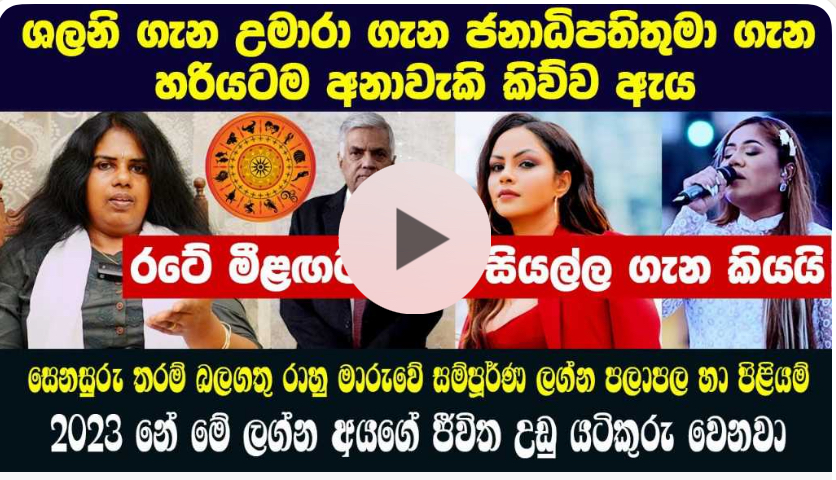 ශලනි ගැන උමාරා ගැන ජනාධිපතිතුමා ගැන
හරියටම අනාවැකි කිව්ව ඇය
රටේ මීළඟට සියල්ල ගැන කියයි
සෙනසුරු තරම් බලගතු රාහු මාරුවේ සම්පූර්ණ ලග්න පලාපල හා පිළියම්
2023 නේ මේ ලග්න අයගේ ජීවිත උඩු යටිකුරු වෙනවා